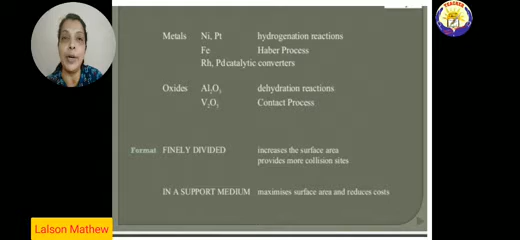 TEACHER
Metals Ni, Pt hydrogenation reactions
Fe Haber Process
Rh, Pd catalytic converters
Oxides Al2O3 dehydration reactions
V2O5 Contact Process
Format FINELY DIVIDED increases the surface area
provides more collision sites
IN A SUPPORT MEDIUM maximises surface area and reduces costs
Lalson Mathew